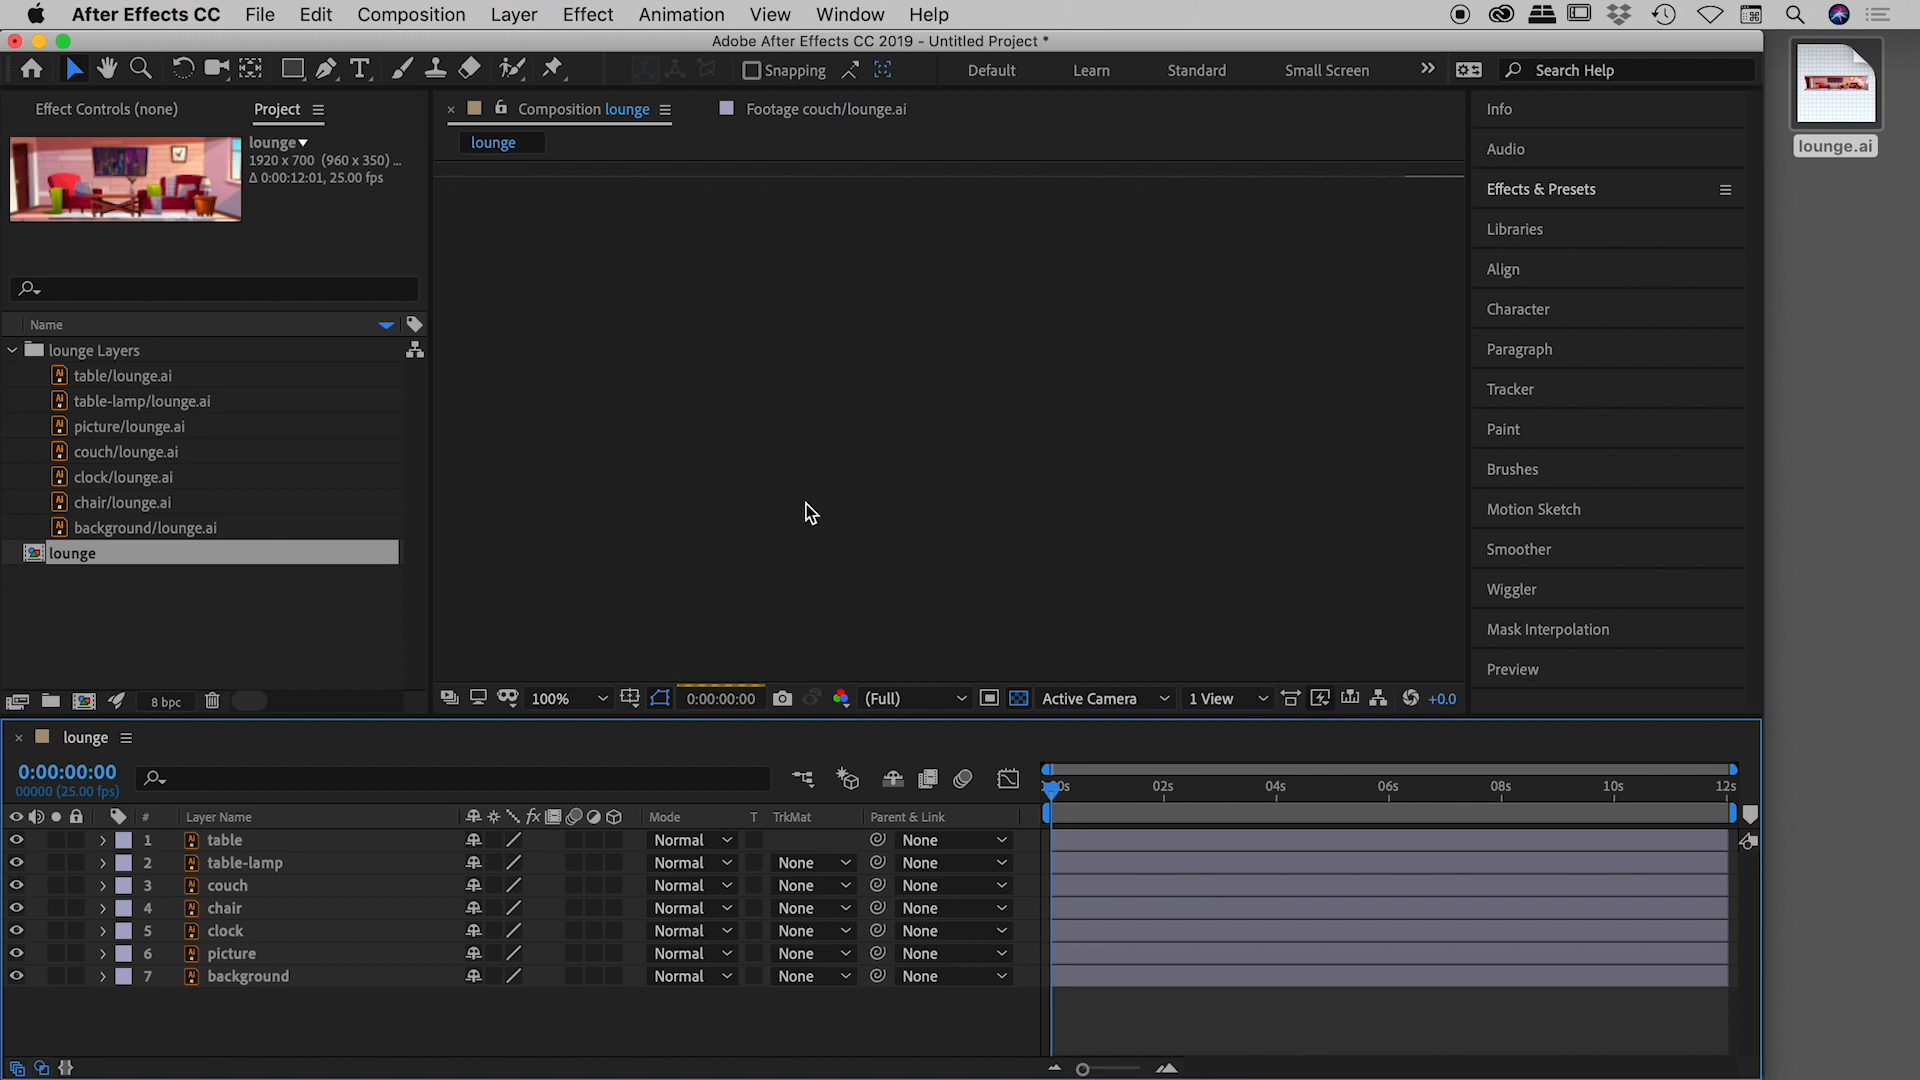 After Effects CC File Edit Composition Layer Effect Animation View Window Help
Adobe After Effects CC 2019 - Untitled Project *
Snapping Default Learn Standard Small Screen Search Help
Effect Controls (none) Project Composition lounge Footage couch/lounge.ai
lounge
1920 x 700 (960 x 350) ...
Δ 0:00:12:01, 25.00 fps
lounge
Name
lounge Layers
table/lounge.ai
table-lamp/lounge.ai
picture/lounge.ai
couch/lounge.ai
clock/lounge.ai
chair/lounge.ai
background/lounge.ai
lounge
8 bpc
100% 0:00:00:00 (Full) Active Camera 1 View +0.0
Info
Audio
Effects & Presets
Libraries
Align
Character
Paragraph
Tracker
Paint
Brushes
Motion Sketch
Smoother
Wiggler
Mask Interpolation
Preview
lounge.ai
lounge
0:00:00:00
00000 (25.00 fps)
02s 04s 06s 08s 10s 12s
# Layer Name Mode T TrkMat Parent & Link
1 table Normal None
2 table-lamp Normal None None
3 couch Normal None None
4 chair Normal None None
5 clock Normal None None
6 picture Normal None None
7 background Normal None None